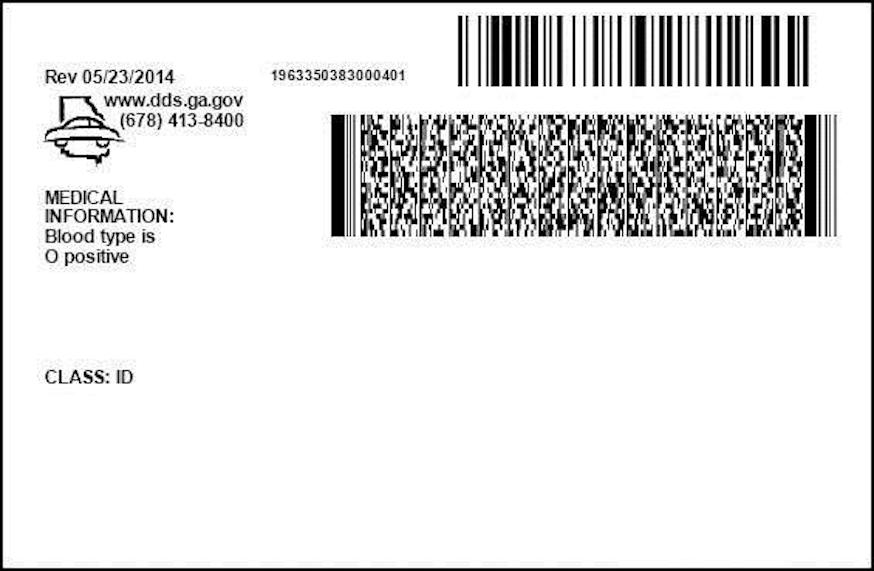 Rev 05/23/2014
1963350383000401
www.dds.ga.gov
(678) 413-8400
MEDICAL
INFORMATION:
Blood type is
O positive
CLASS: ID